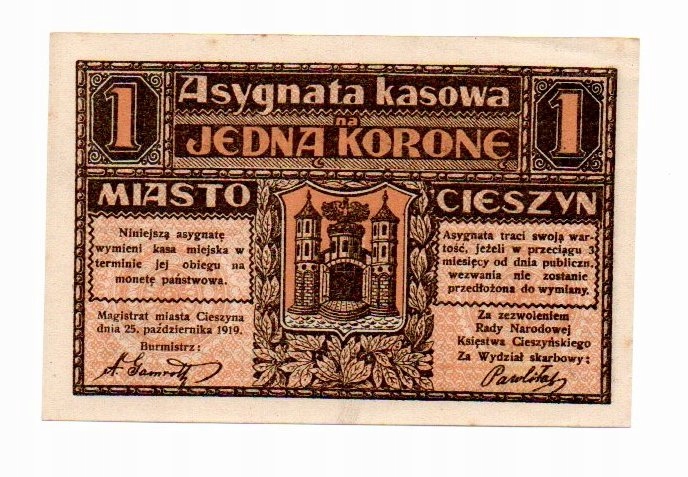 1
Asygnata kasowa
na
JEDNĄ KORONĘ
1
MIASTO
CIESZYN
Niniejszą asygnatę
wymieni kasa miejska w
terminie jej obiegu na
monetę państwową.
Magistrat miasta Cieszyna
dnia 25. października 1919.
Burmistrz:
Asygnata traci swoją war-
tość, jeżeli w przeciągu 3
miesięcy od dnia publiczn.
wezwania nie zostanie
przedłożona do wymiany.
Za zezwoleniem
Rady Narodowej
Księstwa Cieszyńskiego
Za Wydział skarbowy: